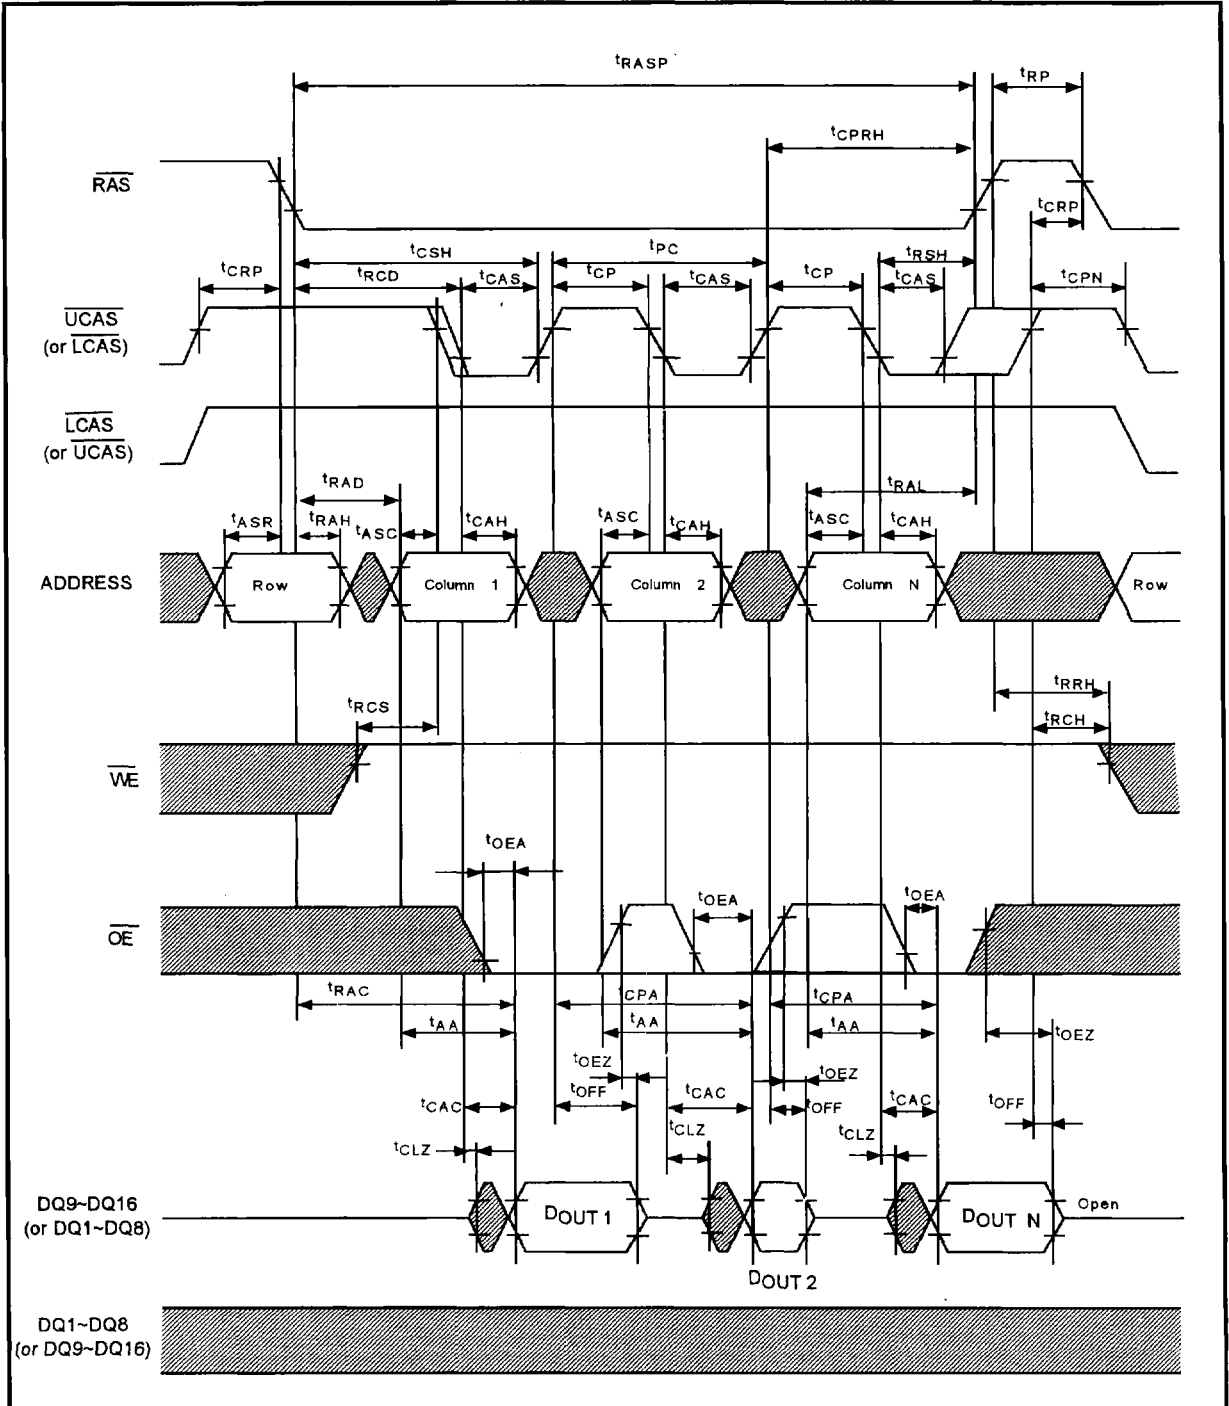 tRASP
tRP
tCPRH
RAS
tCRP
tCSH
tPC
tRSH
tCRP
tRCD
tCAS
tCP
tCAS
tCP
tCAS
tCPN
UCAS
(or LCAS)
LCAS
(or UCAS)
tRAD
tRAL
tASR
tRAH
tASC
tCAH
tASC
tCAH
tASC
tCAH
ADDRESS
Row
Column 1
Column 2
Column N
Row
tRRH
tRCS
tRCH
WE
tOEA
tOEA
tOEA
OE
tRAC
tCPA
tCPA
tAA
tAA
tAA
tOEZ
tOEZ
tOEZ
tCAC
tOFF
tCAC
tOFF
tCAC
tOFF
tCLZ
tCLZ
tCLZ
DQ9~DQ16
(or DQ1~DQ8)
DOUT 1
DOUT N
Open
DOUT 2
DQ1~DQ8
(or DQ9~DQ16)